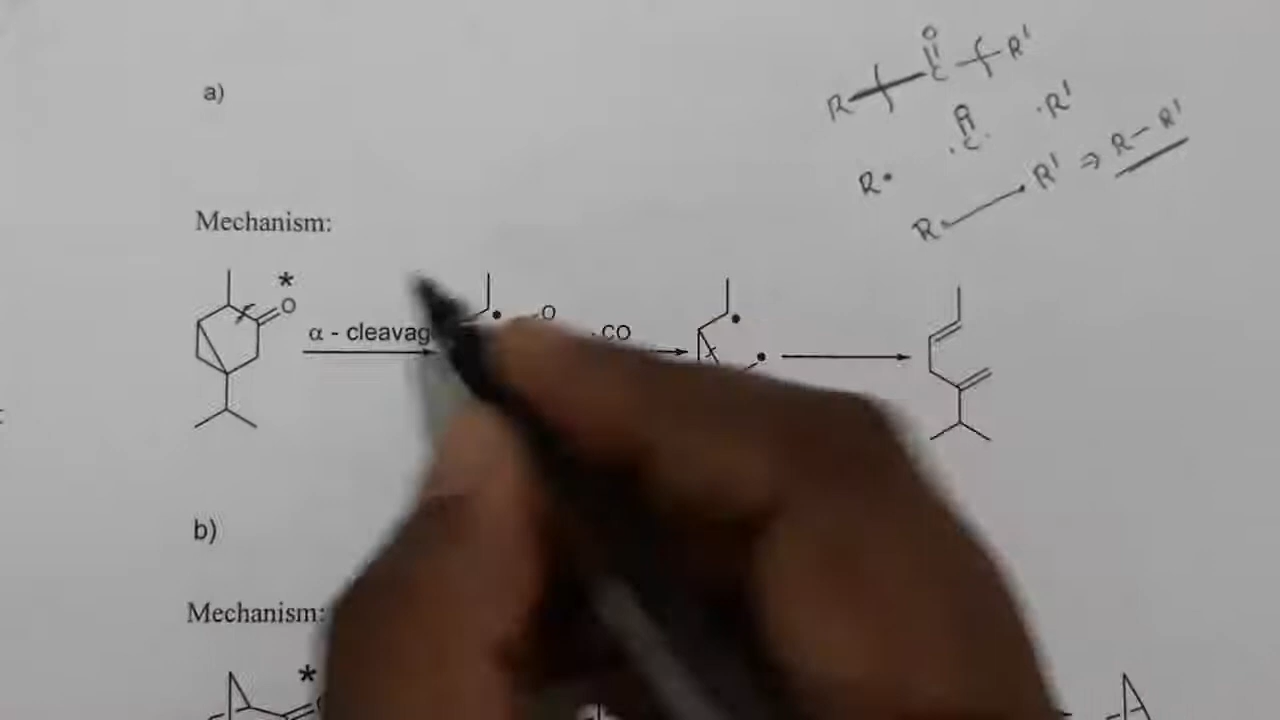 a)
O
‖
R — C — R'
O
‖
R• •C• •R'
R — R' ⇒ R — R'
Mechanism:
* O
α - cleavag
O
CO
b)
Mechanism:
*